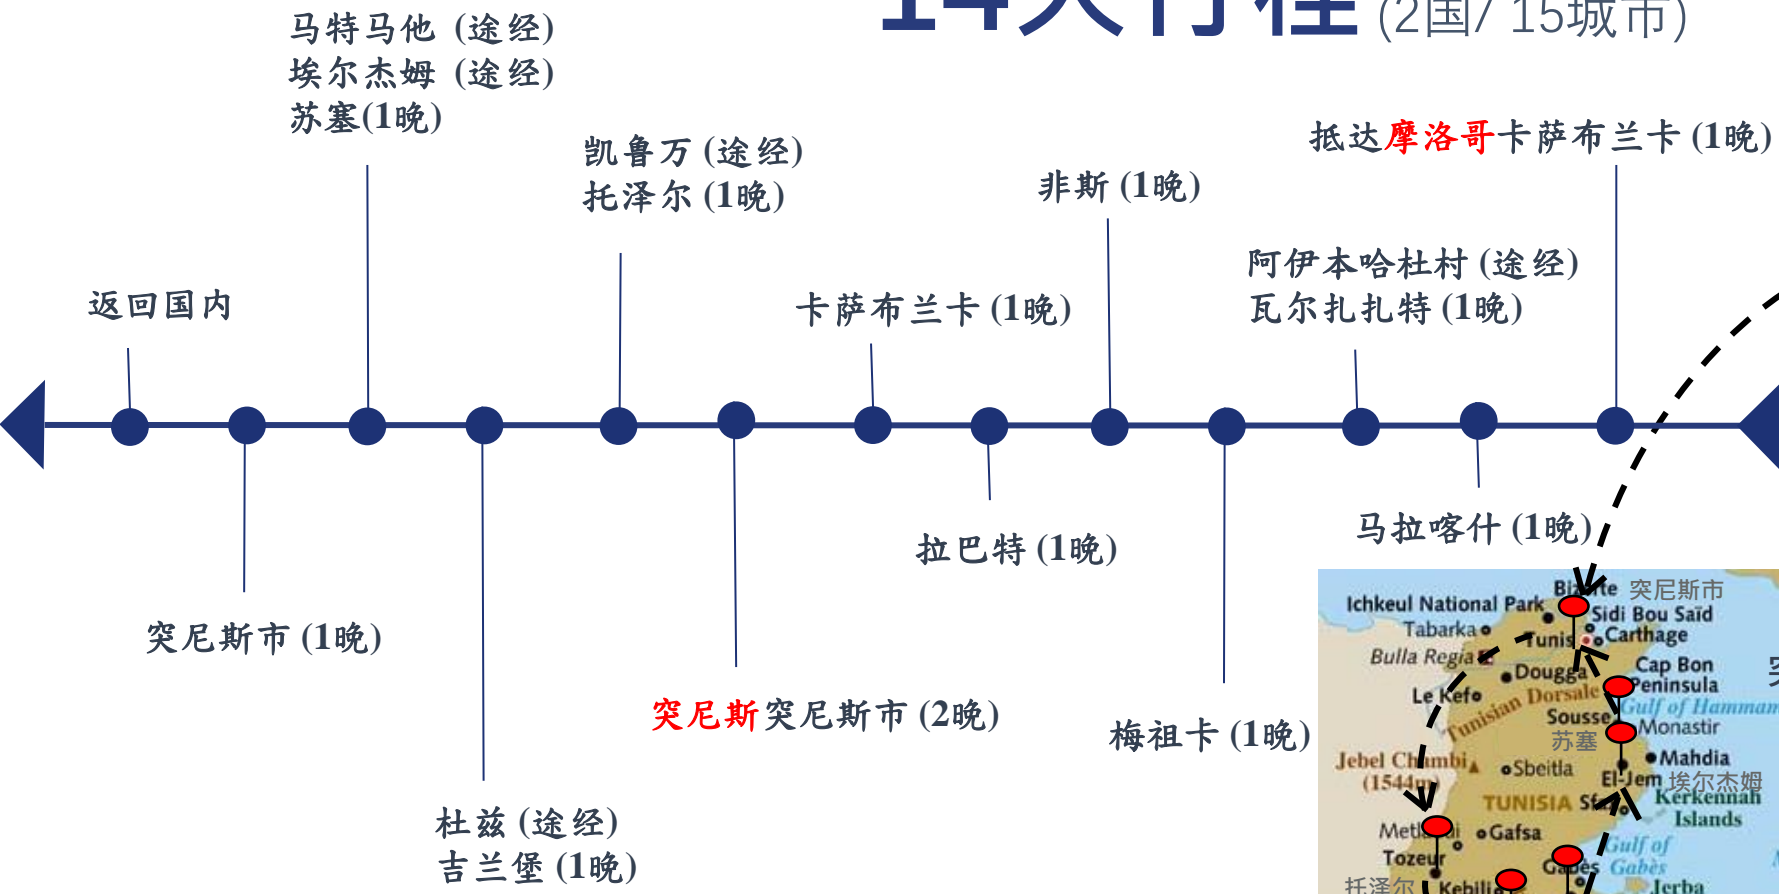 14天行程 (2国/ 15城市)
马特马他 (途经)
埃尔杰姆 (途经)
苏塞(1晚)
凯鲁万 (途经)
托泽尔 (1晚)
抵达摩洛哥卡萨布兰卡 (1晚)
非斯 (1晚)
阿伊本哈杜村 (途经)
瓦尔扎扎特 (1晚)
返回国内
卡萨布兰卡 (1晚)
马拉喀什 (1晚)
拉巴特 (1晚)
突尼斯市 (1晚)
突尼斯突尼斯市 (2晚)
梅祖卡 (1晚)
杜兹 (途经)
吉兰堡 (1晚)
突尼斯市
Ichkeul National Park
Sidi Bou Saïd
Tabarka
Tunis
Carthage
Bulla Regia
Dougga
Cap Bon
Peninsula
Le Kef
Tunisian Dorsale
Gulf of Hammam
Sousse
Monastir
苏塞
Mahdia
Sbeitla
(1544m)
El-Jem
埃尔杰姆
TUNISIA
Kerkennah
Islands
Gafsa
Gulf of
Gabès
Tozeur
托泽尔
Kebili
Jerba